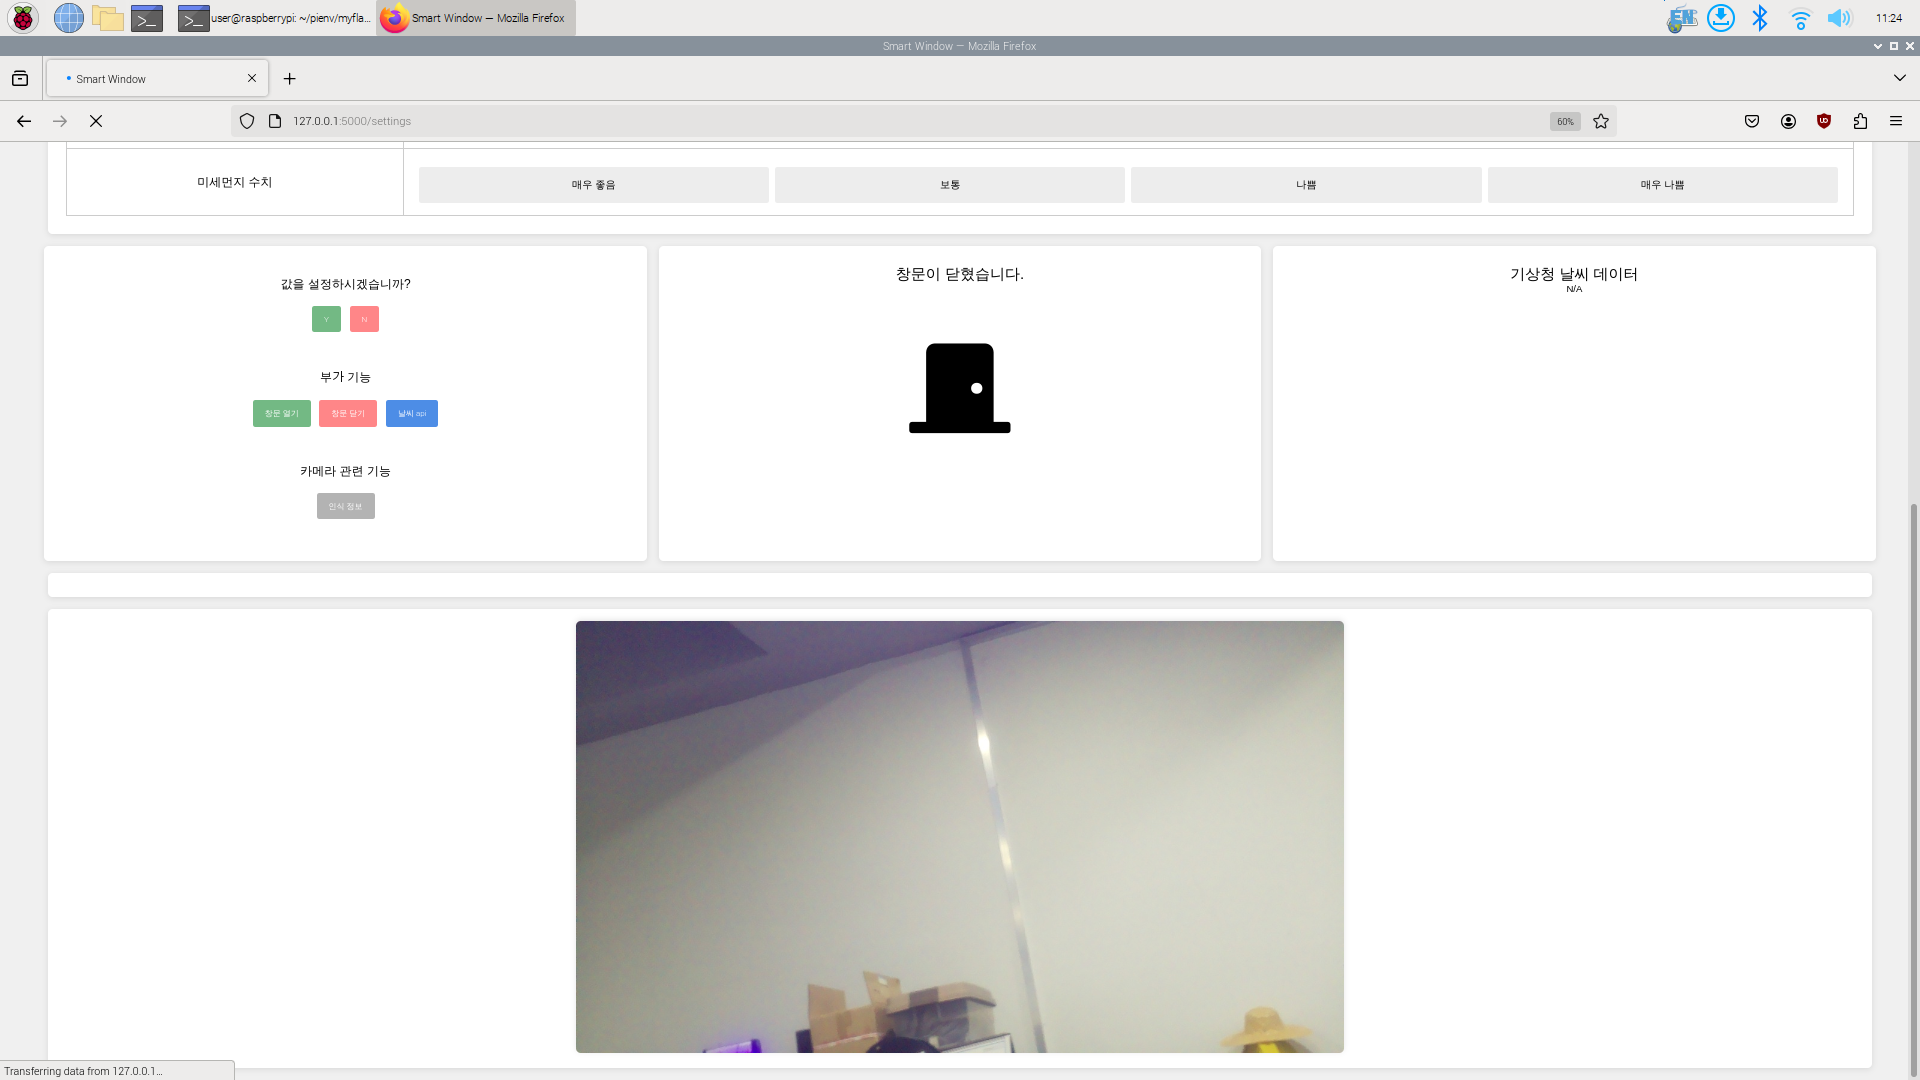 user@raspberrypi: ~/pienv/myfla...
Smart Window — Mozilla Firefox
EN
11:24
Smart Window — Mozilla Firefox
Smart Window
127.0.0.1:5000/settings
60%
미세먼지 수치
매우 좋음
보통
나쁨
매우 나쁨
값을 설정하시겠습니까?
Y
N
부가 기능
창문 열기
창문 닫기
날씨 api
카메라 관련 기능
인식 정보
창문이 닫혔습니다.
기상청 날씨 데이터
N/A
Transferring data from 127.0.0.1...